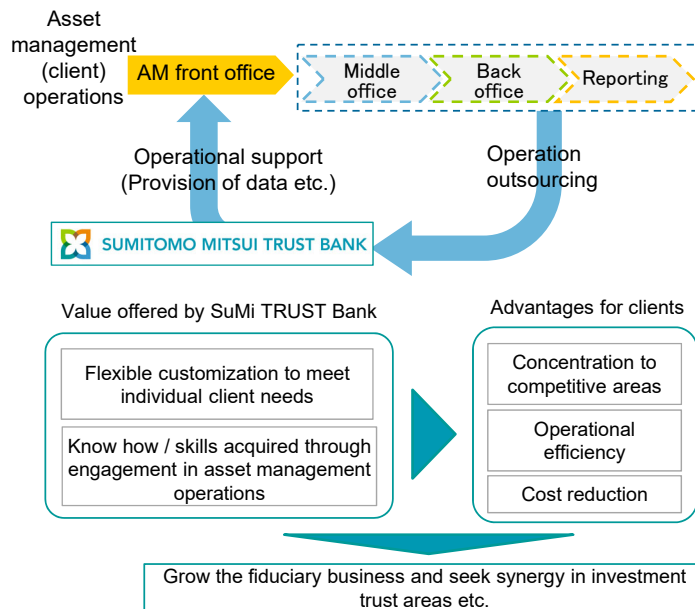 Asset
management
(client)
operations
AM front office
Middle
office
Back
office
Reporting
Operational support
(Provision of data etc.)
Operation
outsourcing
SUMITOMO MITSUI TRUST BANK
Value offered by SuMi TRUST Bank
Flexible customization to meet
individual client needs
Know how / skills acquired through
engagement in asset management
operations
Advantages for clients
Concentration to
competitive areas
Operational
efficiency
Cost reduction
Grow the fiduciary business and seek synergy in investment
trust areas etc.